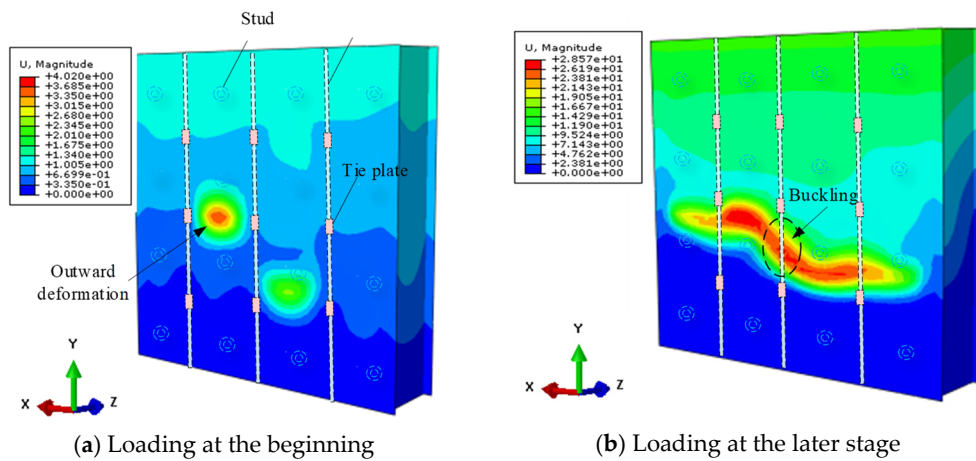 Stud
U, Magnitude
+4.020e+00
+3.685e+00
+3.350e+00
+3.015e+00
+2.680e+00
+2.345e+00
+2.010e+00
+1.675e+00
+1.340e+00
+1.005e+00
+6.699e-01
+3.350e-01
+0.000e+00
Tie plate
Outward
deformation
Y
X
Z
(a) Loading at the beginning
U, Magnitude
+2.857e+01
+2.619e+01
+2.381e+01
+2.143e+01
+1.905e+01
+1.667e+01
+1.429e+01
+1.190e+01
+9.524e+00
+7.143e+00
+4.762e+00
+2.381e+00
+0.000e+00
Buckling
Y
X
Z
(b) Loading at the later stage